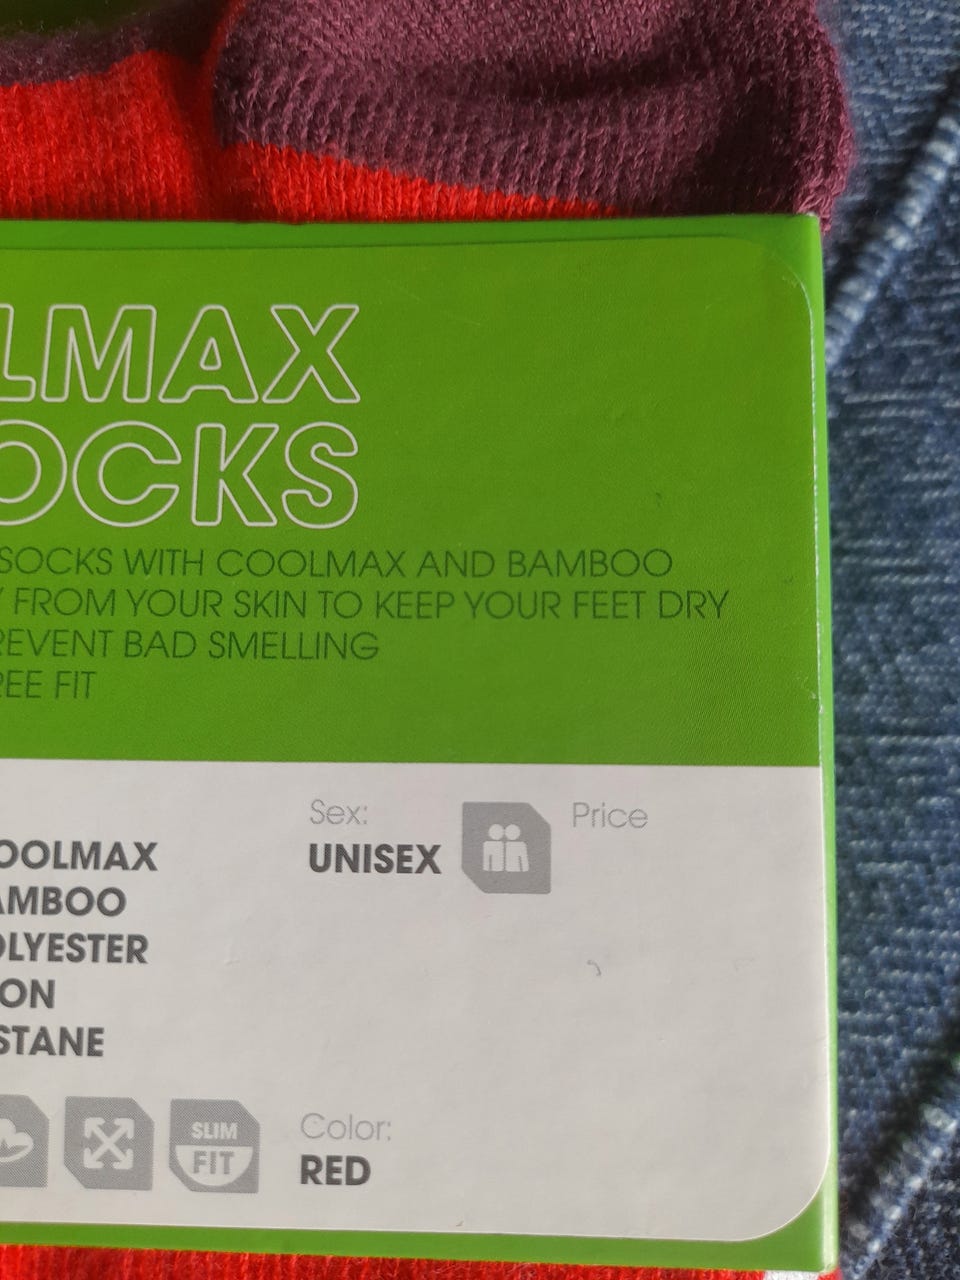 LMAX
OCKS
SOCKS WITH COOLMAX AND BAMBOO
Y FROM YOUR SKIN TO KEEP YOUR FEET DRY
REVENT BAD SMELLING
REE FIT
Sex:
UNISEX
Price
OOLMAX
AMBOO
OLYESTER
ON
STANE
SLIM
FIT
Color:
RED